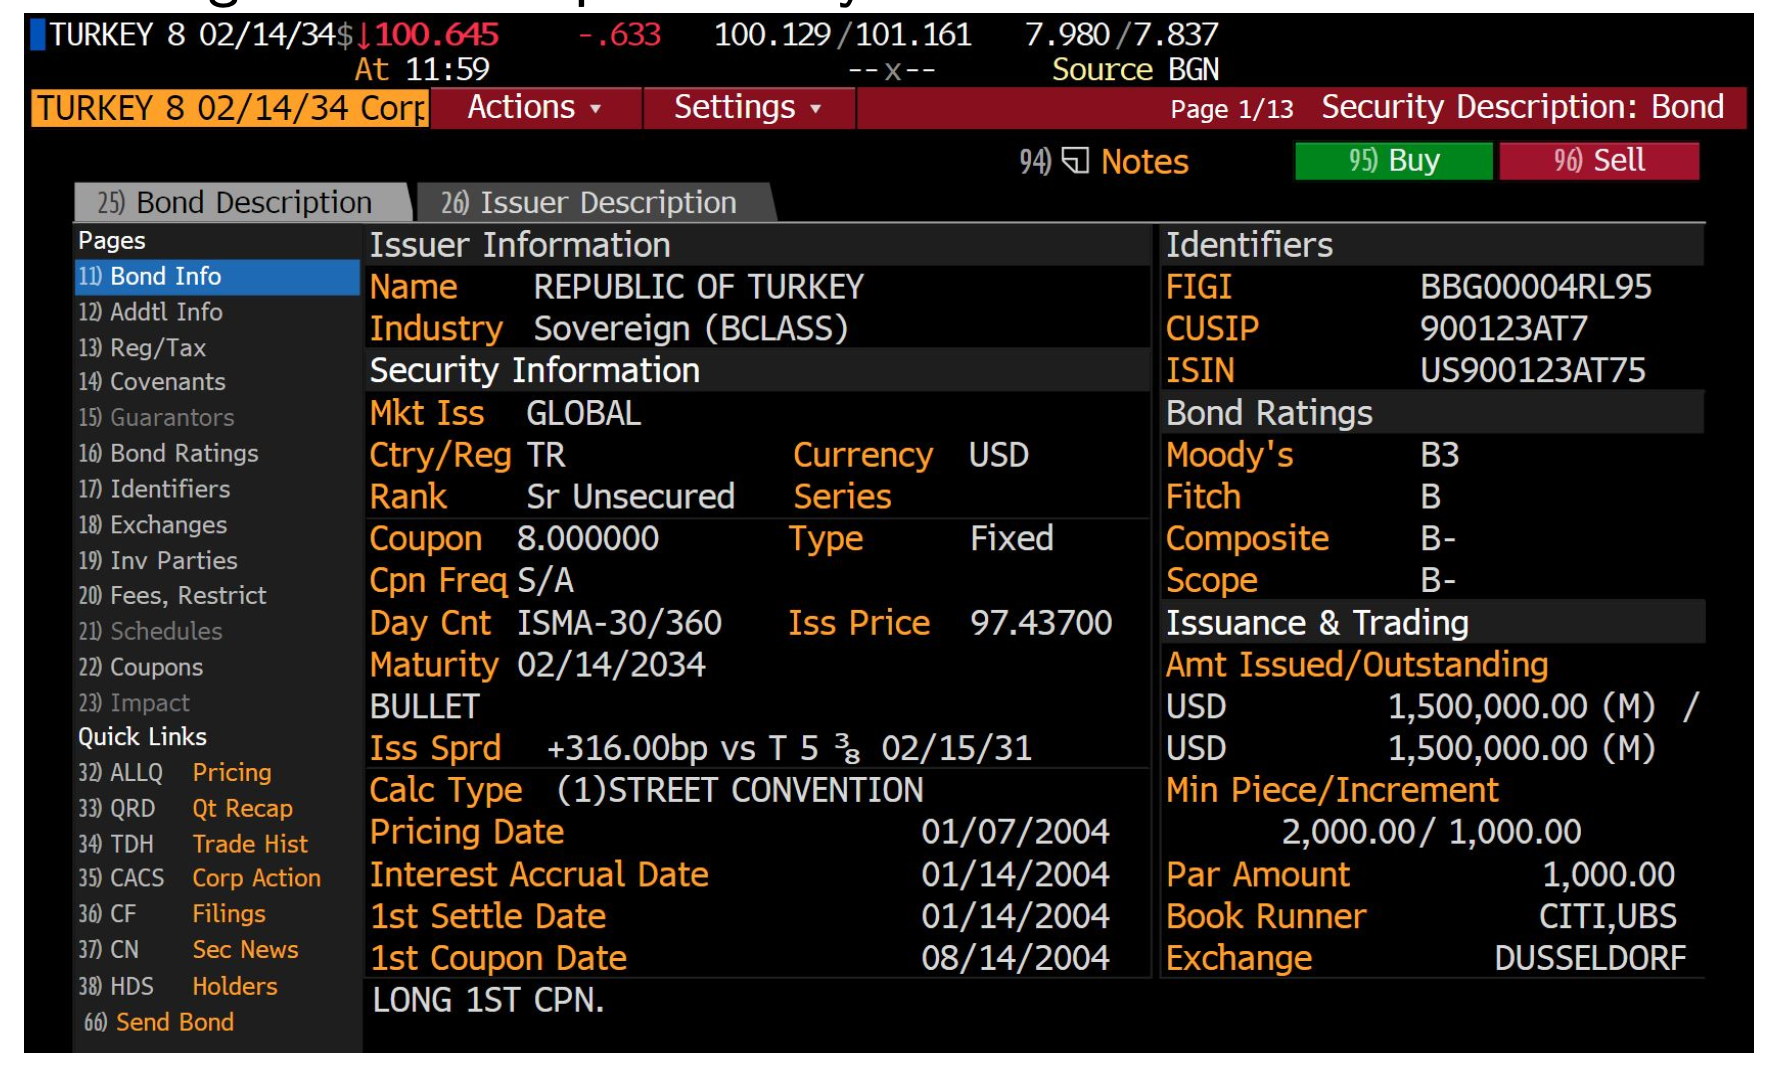 TURKEY 8 02/14/34$↓100.645 -.633 100.129/101.161 7.980/7.837
At 11:59 --x-- Source BGN
TURKEY 8 02/14/34 Corp Actions ▾ Settings ▾ Page 1/13 Security Description: Bond
94) Notes 95) Buy 96) Sell
25) Bond Description 26) Issuer Description
Pages
11) Bond Info
12) Addtl Info
13) Reg/Tax
14) Covenants
15) Guarantors
16) Bond Ratings
17) Identifiers
18) Exchanges
19) Inv Parties
20) Fees, Restrict
21) Schedules
22) Coupons
23) Impact
Quick Links
32) ALLQ Pricing
33) QRD Qt Recap
34) TDH Trade Hist
35) CACS Corp Action
36) CF Filings
37) CN Sec News
38) HDS Holders
66) Send Bond
Issuer Information
Name REPUBLIC OF TURKEY
Industry Sovereign (BCLASS)
Security Information
Mkt Iss GLOBAL
Ctry/Reg TR Currency USD
Rank Sr Unsecured Series
Coupon 8.000000 Type Fixed
Cpn Freq S/A
Day Cnt ISMA-30/360 Iss Price 97.43700
Maturity 02/14/2034
BULLET
Iss Sprd +316.00bp vs T 5 ⅜ 02/15/31
Calc Type (1)STREET CONVENTION
Pricing Date 01/07/2004
Interest Accrual Date 01/14/2004
1st Settle Date 01/14/2004
1st Coupon Date 08/14/2004
LONG 1ST CPN.
Identifiers
FIGI BBG00004RL95
CUSIP 900123AT7
ISIN US900123AT75
Bond Ratings
Moody's B3
Fitch B
Composite B-
Scope B-
Issuance & Trading
Amt Issued/Outstanding
USD 1,500,000.00 (M) /
USD 1,500,000.00 (M)
Min Piece/Increment
2,000.00/ 1,000.00
Par Amount 1,000.00
Book Runner CITI,UBS
Exchange DUSSELDORF